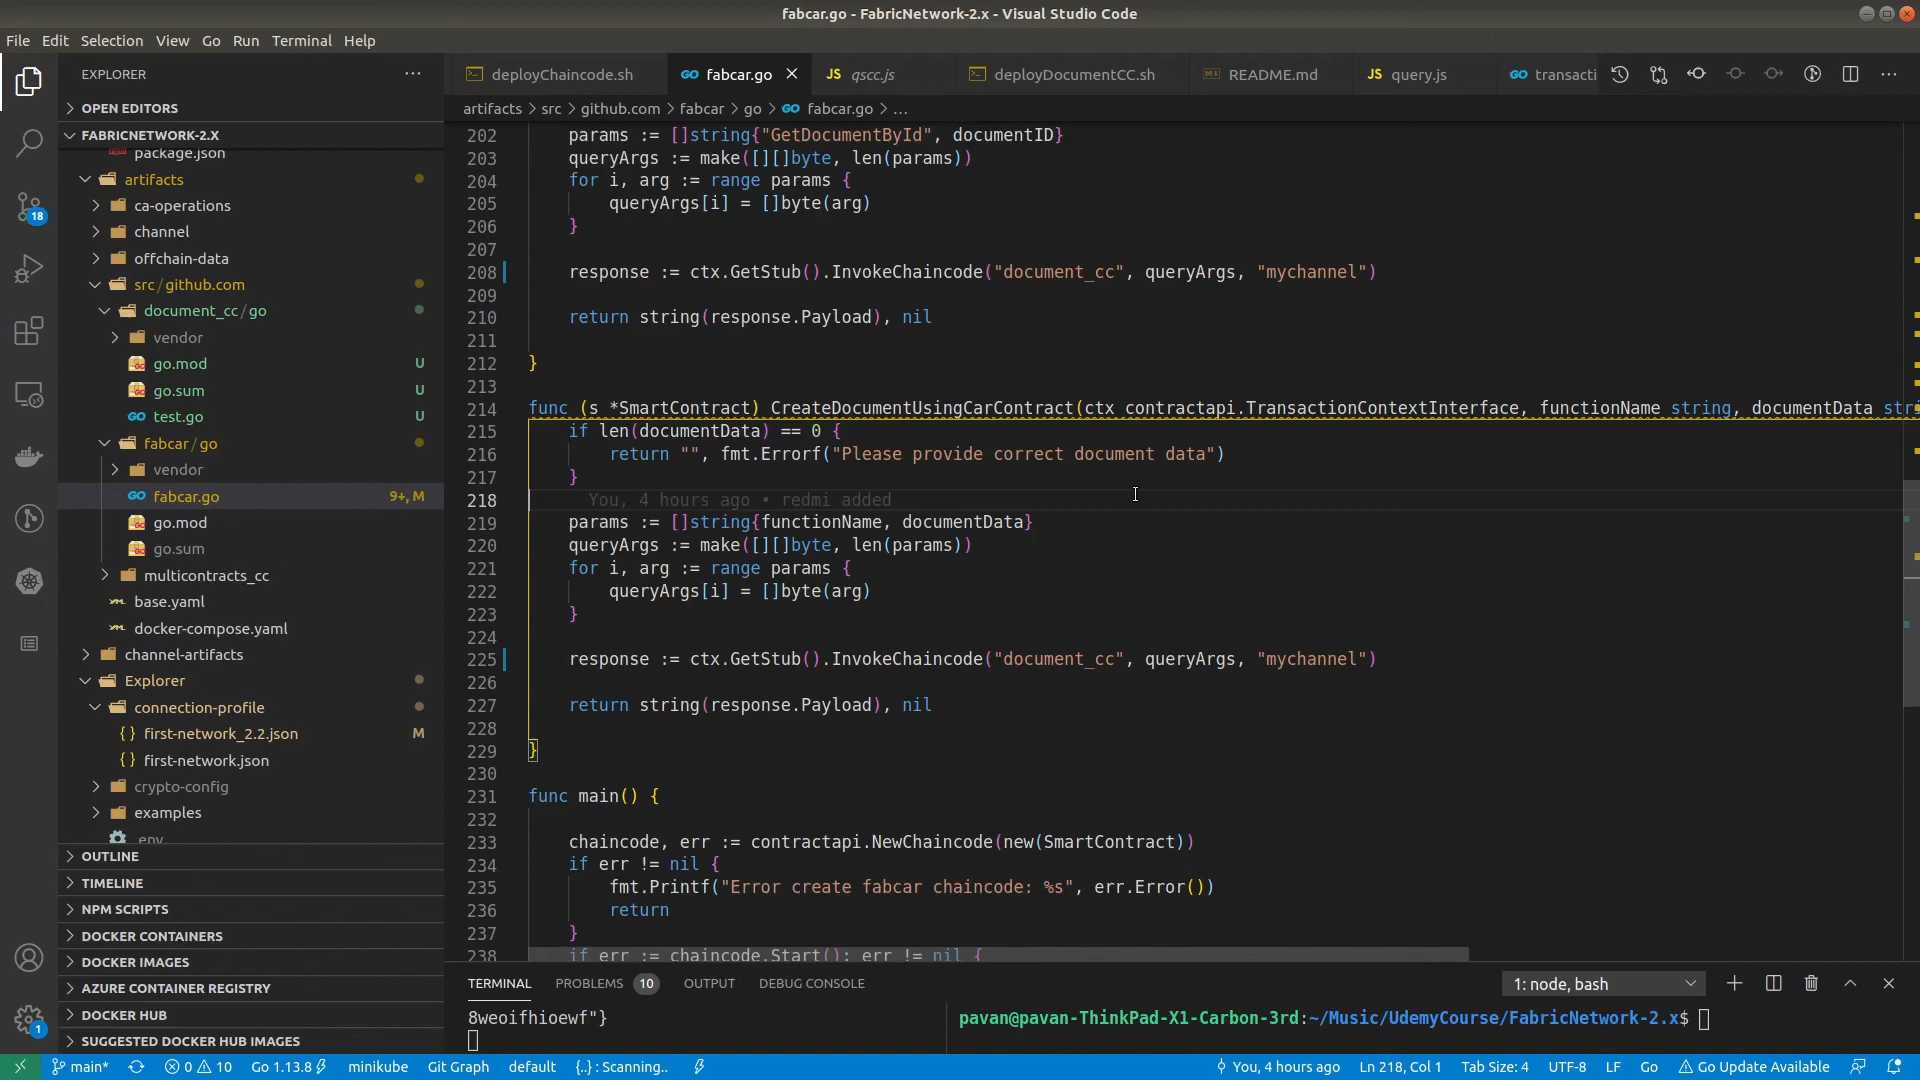 fabcar.go - FabricNetwork-2.x - Visual Studio Code
File Edit Selection View Go Run Terminal Help
EXPLORER
deployChaincode.sh
fabcar.go
JS qscc.js
deployDocumentCC.sh
README.md
JS query.js
transacti
OPEN EDITORS
artifacts > src > github.com > fabcar > go > fabcar.go > ...
FABRICNETWORK-2.X
package.json
artifacts
ca-operations
channel
offchain-data
src/github.com
document_cc/go
vendor
go.mod U
go.sum U
test.go U
fabcar/go
vendor
fabcar.go 9+, M
go.mod
go.sum
multicontracts_cc
base.yaml
docker-compose.yaml
channel-artifacts
Explorer
connection-profile
{} first-network_2.2.json M
{} first-network.json
crypto-config
examples
.env
OUTLINE
TIMELINE
NPM SCRIPTS
DOCKER CONTAINERS
DOCKER IMAGES
AZURE CONTAINER REGISTRY
DOCKER HUB
SUGGESTED DOCKER HUB IMAGES
18
1
202 params := []string{"GetDocumentById", documentID}
203 queryArgs := make([][]byte, len(params))
204 for i, arg := range params {
205 queryArgs[i] = []byte(arg)
206 }
207
208 response := ctx.GetStub().InvokeChaincode("document_cc", queryArgs, "mychannel")
209
210 return string(response.Payload), nil
211
212 }
213
214 func (s *SmartContract) CreateDocumentUsingCarContract(ctx contractapi.TransactionContextInterface, functionName string, documentData stri
215 if len(documentData) == 0 {
216 return "", fmt.Errorf("Please provide correct document data")
217 }
218 You, 4 hours ago • redmi added
219 params := []string{functionName, documentData}
220 queryArgs := make([][]byte, len(params))
221 for i, arg := range params {
222 queryArgs[i] = []byte(arg)
223 }
224
225 response := ctx.GetStub().InvokeChaincode("document_cc", queryArgs, "mychannel")
226
227 return string(response.Payload), nil
228
229 }
230
231 func main() {
232
233 chaincode, err := contractapi.NewChaincode(new(SmartContract))
234 if err != nil {
235 fmt.Printf("Error create fabcar chaincode: %s", err.Error())
236 return
237 }
238 if err := chaincode.Start(); err != nil {
TERMINAL PROBLEMS 10 OUTPUT DEBUG CONSOLE
1: node, bash
8weoifhioewf"}
pavan@pavan-ThinkPad-X1-Carbon-3rd:~/Music/UdemyCourse/FabricNetwork-2.x$
main* 0 10 Go 1.13.8 minikube Git Graph default {..} : Scanning.. You, 4 hours ago Ln 218, Col 1 Tab Size: 4 UTF-8 LF Go Go Update Available